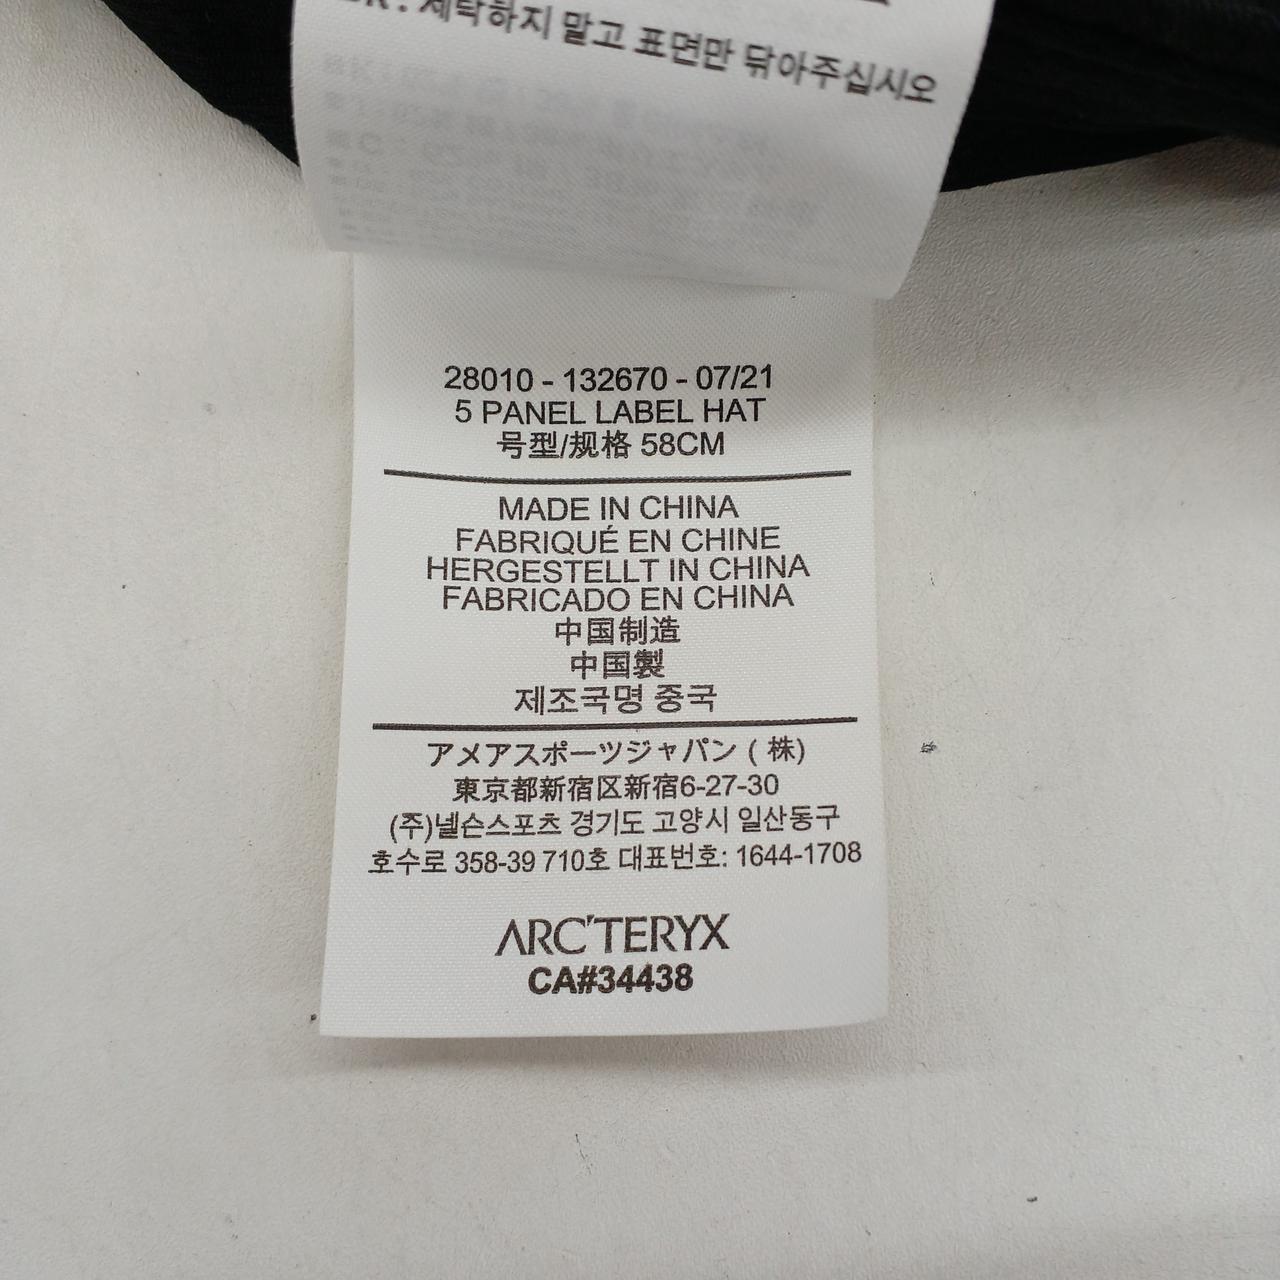 세탁하지 말고 표면만 닦아주십시오
28010 - 132670 - 07/21
5 PANEL LABEL HAT
号型/规格 58CM
MADE IN CHINA
FABRIQUÉ EN CHINE
HERGESTELLT IN CHINA
FABRICADO EN CHINA
中国制造
中国製
제조국명 중국
アメアスポーツジャパン ( 株)
東京都新宿区新宿6-27-30
(주)넬슨스포츠 경기도 고양시 일산동구
호수로 358-39 710호 대표번호: 1644-1708
ARC'TERYX
CA#34438